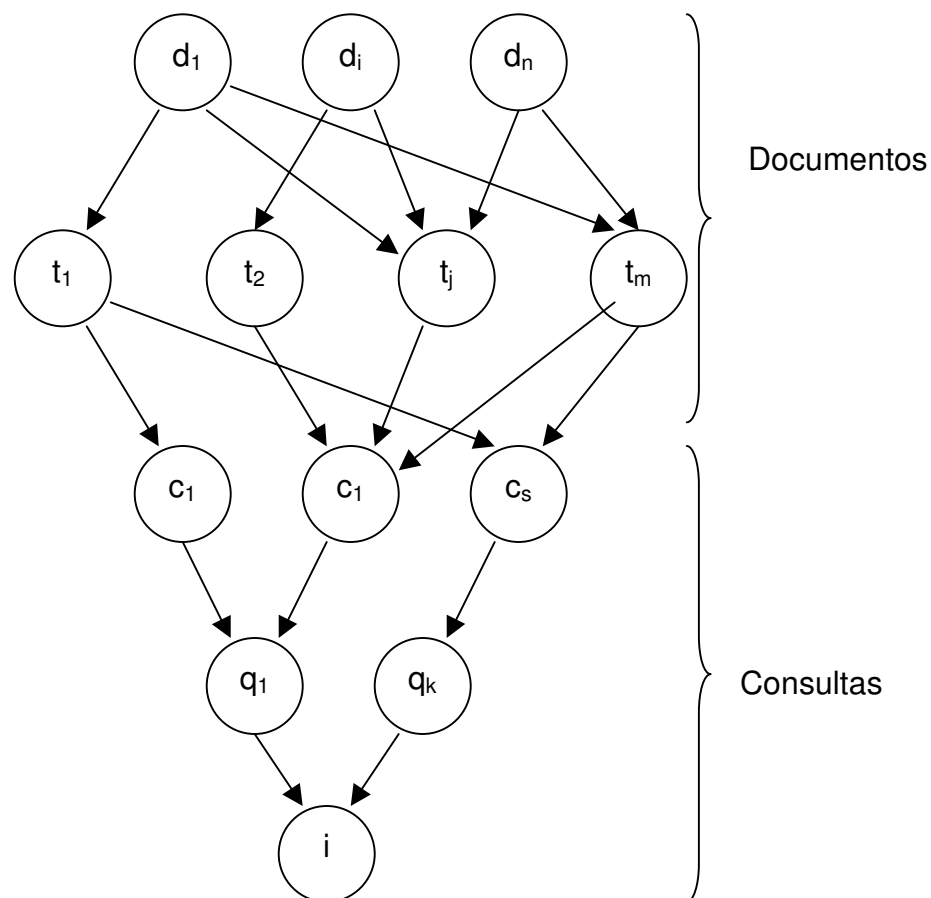 d₁ dᵢ dₙ
Documentos
t₁ t₂ tⱼ tₘ
c₁ c₁ cₛ
q₁ qₖ
Consultas
i